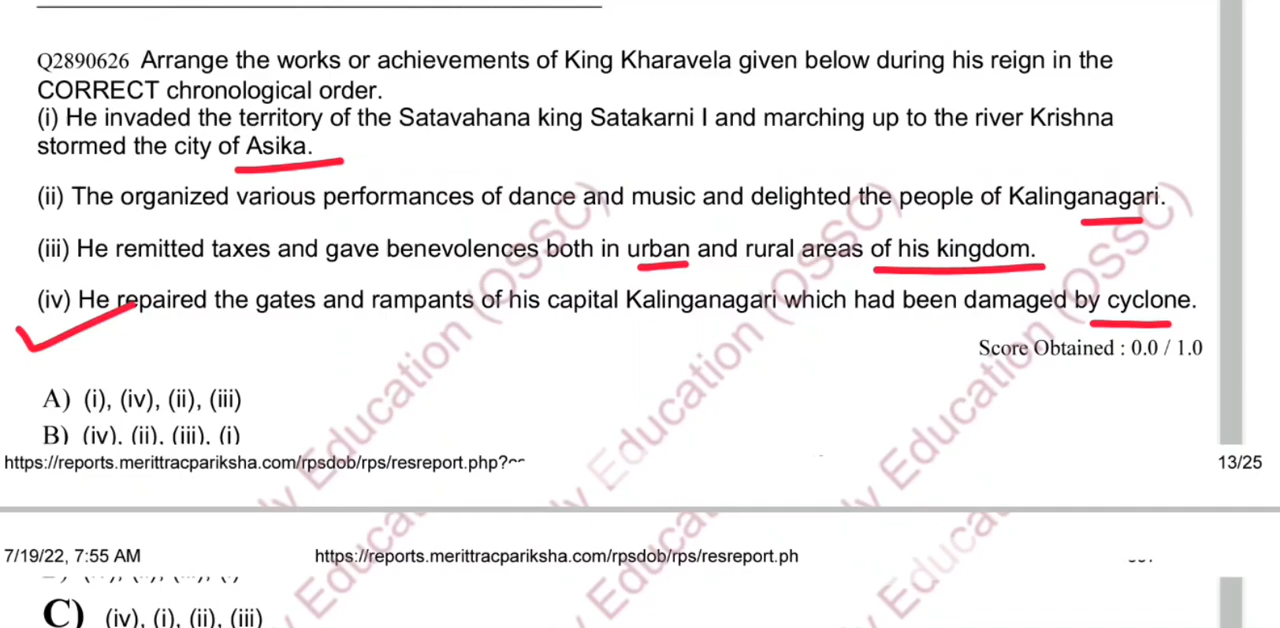 Q2890626 Arrange the works or achievements of King Kharavela given below during his reign in the
CORRECT chronological order.
(i) He invaded the territory of the Satavahana king Satakarni I and marching up to the river Krishna
stormed the city of Asika.
(ii) The organized various performances of dance and music and delighted the people of Kalinganagari.
(iii) He remitted taxes and gave benevolences both in urban and rural areas of his kingdom.
(iv) He repaired the gates and rampants of his capital Kalinganagari which had been damaged by cyclone.
Score Obtained : 0.0 / 1.0
A) (i), (iv), (ii), (iii)
B) (iv), (ii), (iii), (i)
https://reports.merittracpariksha.com/rpsdob/rps/resreport.php?
13/25
Education (OSSC)
Education (OSSC)
Education (OSSC)
7/19/22, 7:55 AM
https://reports.merittracpariksha.com/rpsdob/rps/resreport.ph
C) (iv), (i), (ii), (iii)